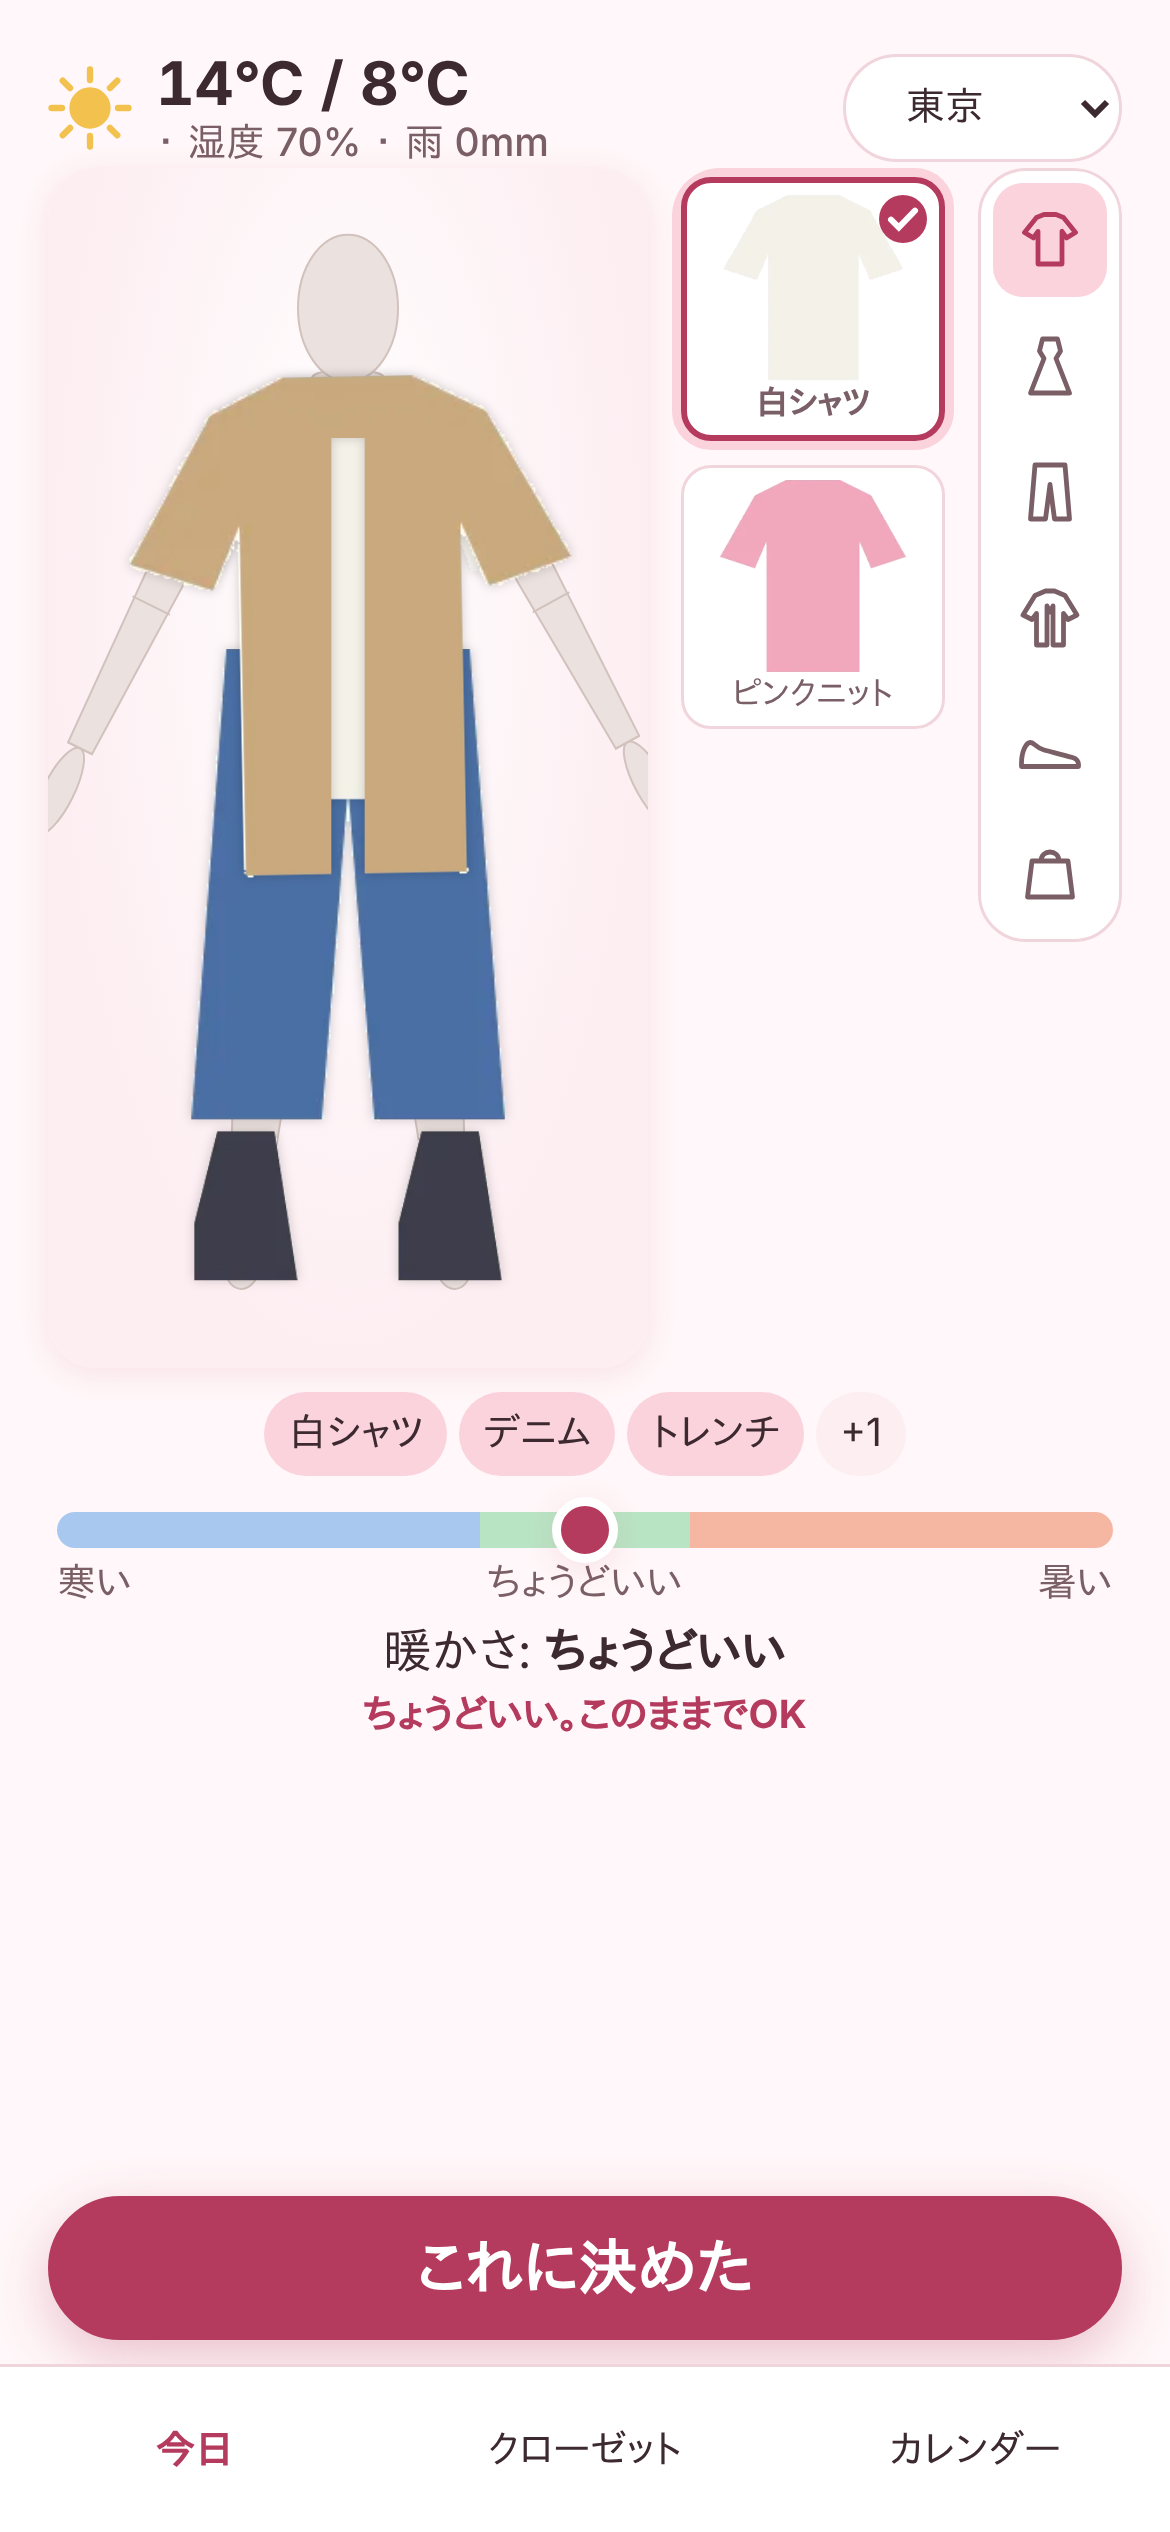 14°C / 8°C
· 湿度 70% · 雨 0mm
東京
白シャツ
ピンクニット
白シャツ
デニム
トレンチ
+1
寒い
ちょうどいい
暑い
暖かさ: ちょうどいい
ちょうどいい。このままでOK
これに決めた
今日
クローゼット
カレンダー